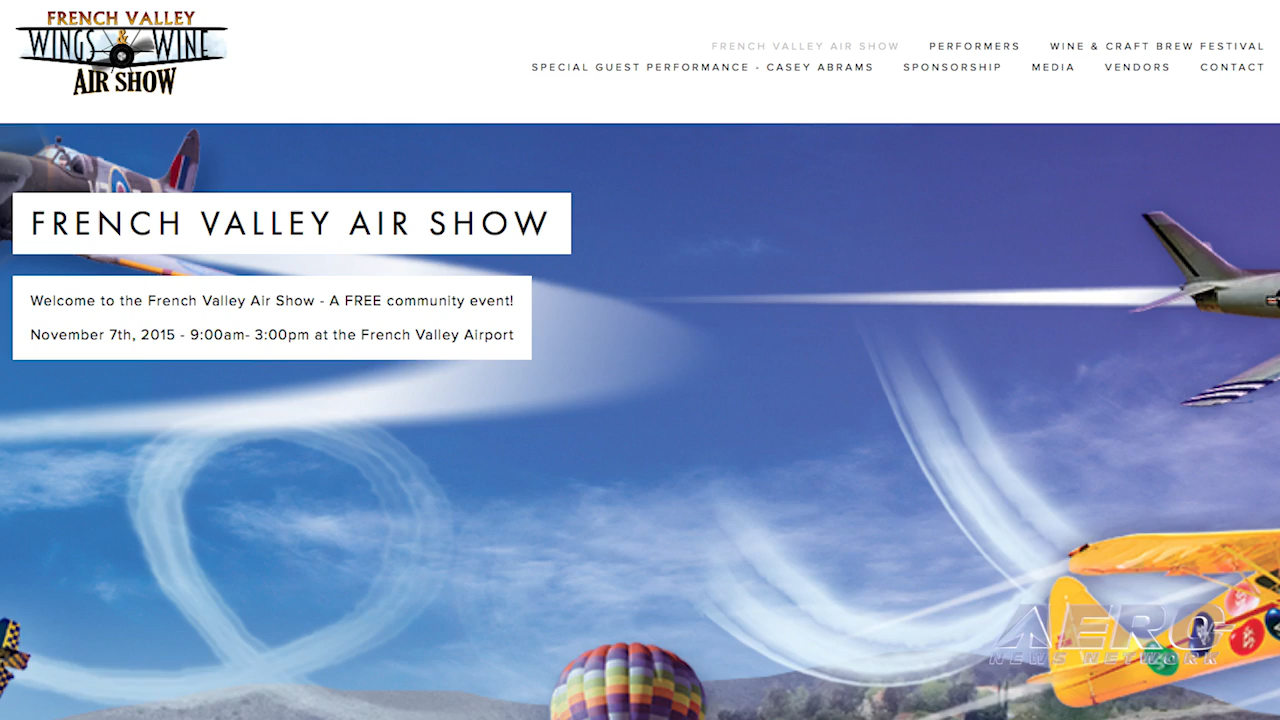 FRENCH VALLEY
WINGS & WINE
AIR SHOW
FRENCH VALLEY AIR SHOW PERFORMERS WINE & CRAFT BREW FESTIVAL
SPECIAL GUEST PERFORMANCE - CASEY ABRAMS SPONSORSHIP MEDIA VENDORS CONTACT
FRENCH VALLEY AIR SHOW
Welcome to the French Valley Air Show - A FREE community event!
November 7th, 2015 - 9:00am- 3:00pm at the French Valley Airport
AERO
NEWS NETWORK